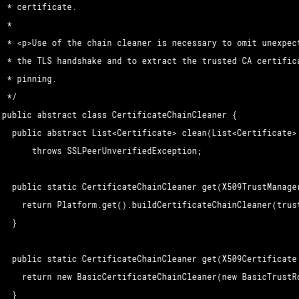 * certificate.
*
* <p>Use of the chain cleaner is necessary to omit unexpect
* the TLS handshake and to extract the trusted CA certifica
* pinning.
*/
public abstract class CertificateChainCleaner {
public abstract List<Certificate> clean(List<Certificate>
throws SSLPeerUnverifiedException;
public static CertificateChainCleaner get(X509TrustManager
return Platform.get().buildCertificateChainCleaner(trust
}
public static CertificateChainCleaner get(X509Certificate
return new BasicCertificateChainCleaner(new BasicTrustRo
}